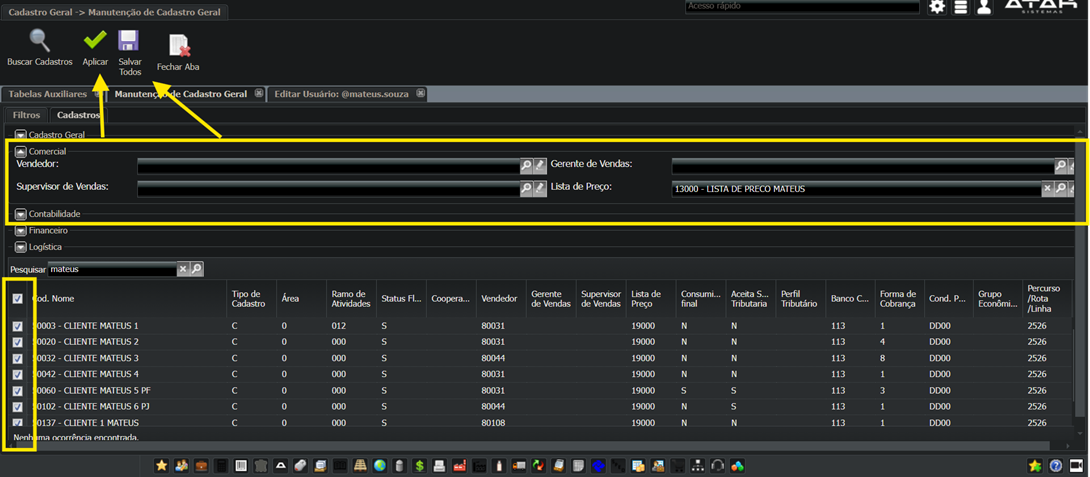 Cadastro Geral -> Manutenção de Cadastro Geral
Acesso rápido
ATAK
SISTEMAS
Buscar Cadastros
Aplicar
Salvar
Todos
Fechar Aba
Tabelas Auxiliares
Manutenção de Cadastro Geral
Editar Usuário: @mateus.souza
Filtros
Cadastros
Cadastro Geral
Comercial
Vendedor:
Gerente de Vendas:
Supervisor de Vendas:
Lista de Preço:
13000 - LISTA DE PRECO MATEUS
Contabilidade
Financeiro
Logística
Pesquisar
mateus
Cod. Nome Tipo de Cadastro Área Ramo de Atividades Status Fl... Coopera... Vendedor Gerente de Vendas Supervisor de Vendas Lista de Preço Consumi... final Aceita S... Tributaria Perfil Tributário Banco C... Forma de Cobrança Cond. P... Grupo Econômi... Percurso /Rota /Linha
50003 - CLIENTE MATEUS 1 C 0 012 S 80031 19000 N N 113 1 DD00 2526
50020 - CLIENTE MATEUS 2 C 0 000 S 80031 19000 N N 113 4 DD00 2526
50032 - CLIENTE MATEUS 3 C 0 000 S 80044 19000 N N 113 8 DD00 2526
50042 - CLIENTE MATEUS 4 C 0 000 S 80031 19000 N N 113 1 DD00 2526
50060 - CLIENTE MATEUS 5 PF C 0 000 S 80031 19000 S S 113 3 DD00 2526
50102 - CLIENTE MATEUS 6 PJ C 0 000 S 80044 19000 N S 113 1 DD00 2526
50137 - CLIENTE 1 MATEUS C 0 000 S 80108 19000 N S 113 1 DD00 2526
Nenhuma ocorrência encontrada.